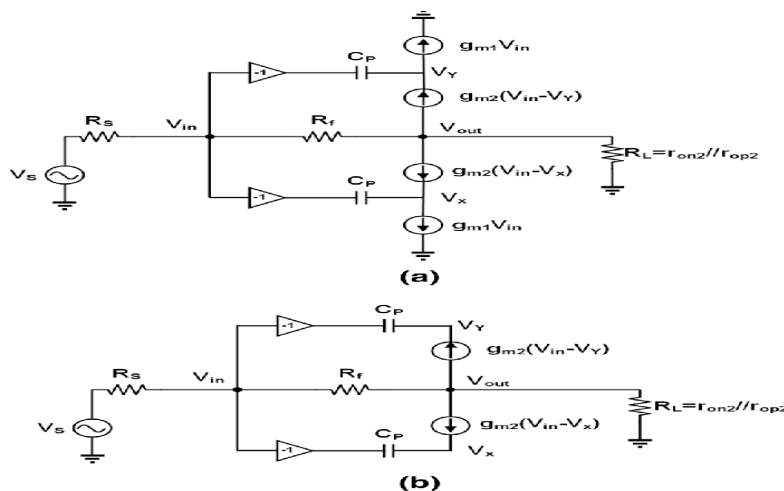 gm1Vin
CP
-1
VY
gm2(Vin-VY)
RS
Vin
Rf
Vout
VS
RL=ron2//rop2
gm2(Vin-Vx)
CP
-1
Vx
gm1Vin
(a)
CP
VY
-1
gm2(Vin-VY)
RS
Vin
Rf
Vout
VS
RL=ron2//rop2
gm2(Vin-Vx)
CP
-1
Vx
(b)